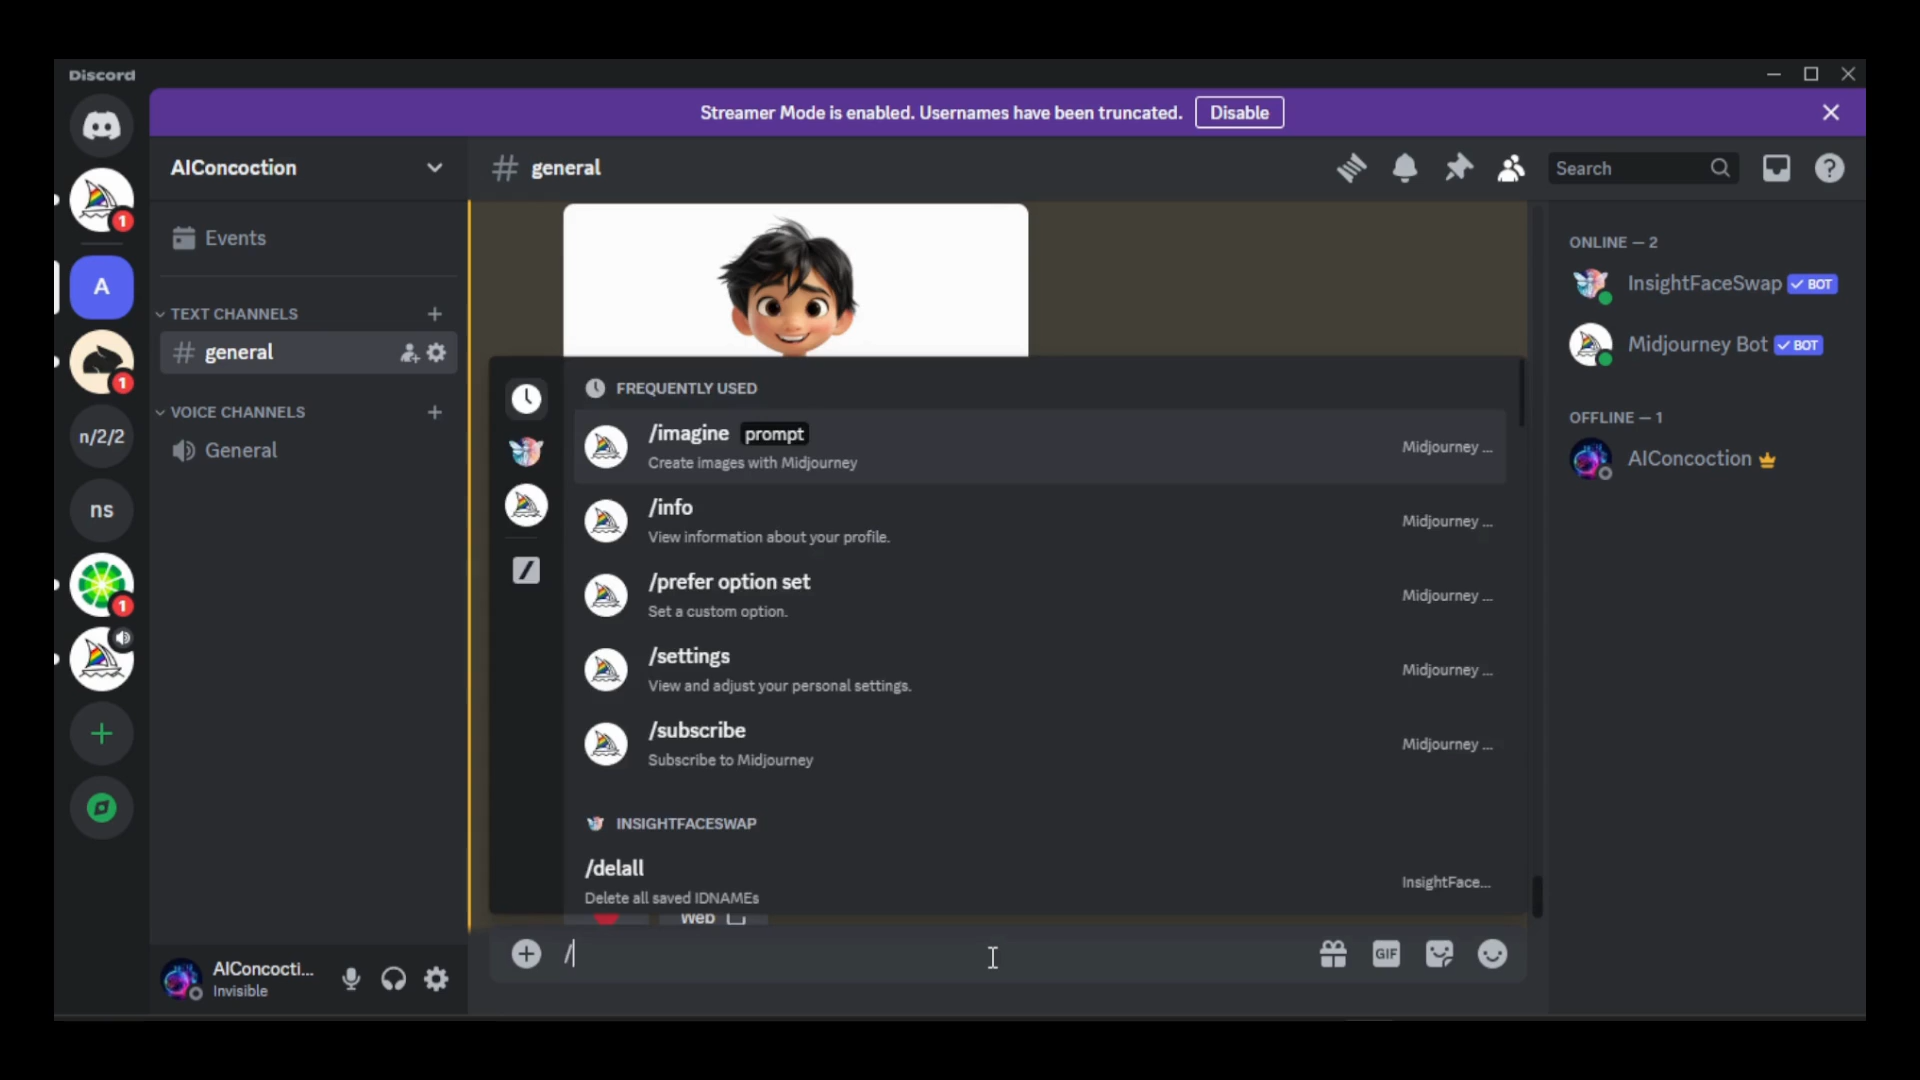 Discord
Streamer Mode is enabled. Usernames have been truncated. Disable
AIConcoction
general
Search
Events
ONLINE — 2
InsightFaceSwap BOT
TEXT CHANNELS
general
Midjourney Bot BOT
FREQUENTLY USED
VOICE CHANNELS
OFFLINE — 1
/imagine prompt
Create images with Midjourney
Midjourney ...
General
AIConcoction
A
1
1
n/2/2
ns
1
/info
View information about your profile.
Midjourney ...
/prefer option set
Set a custom option.
Midjourney ...
/settings
View and adjust your personal settings.
Midjourney ...
/subscribe
Subscribe to Midjourney
Midjourney ...
INSIGHTFACESWAP
/delall
Delete all saved IDNAMEs
InsightFace...
Web
/
GIF
AIConcocti...
Invisible